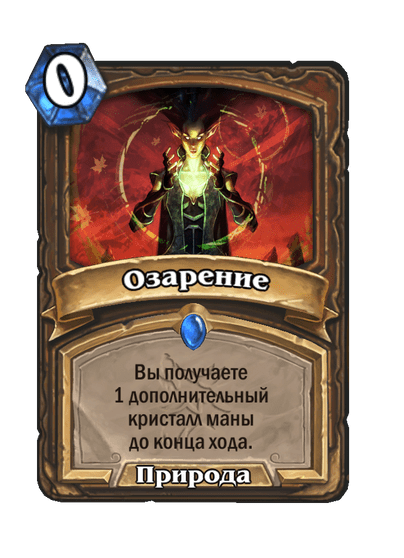 0
Озарение
Вы получаете
1 дополнительный
кристалл маны
до конца хода.
Природа